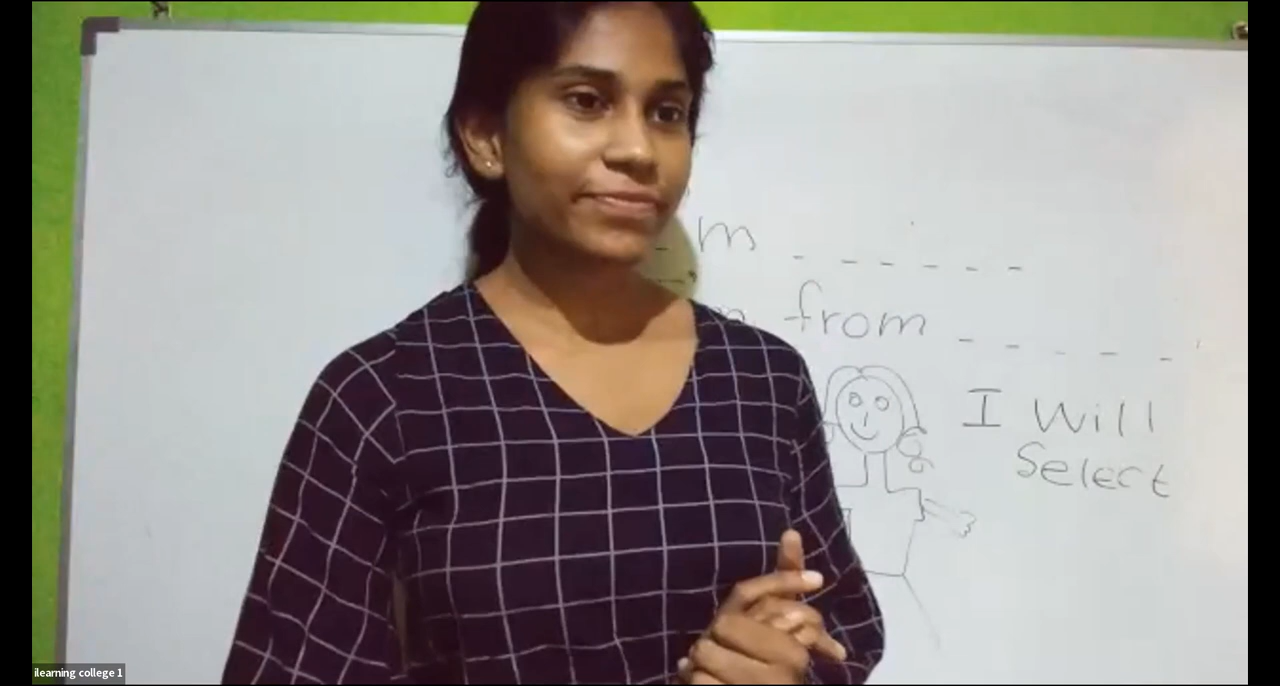 m _ _ _ _ _ _
from _ _ _ _ _
I Will
Select
ilearning college 1